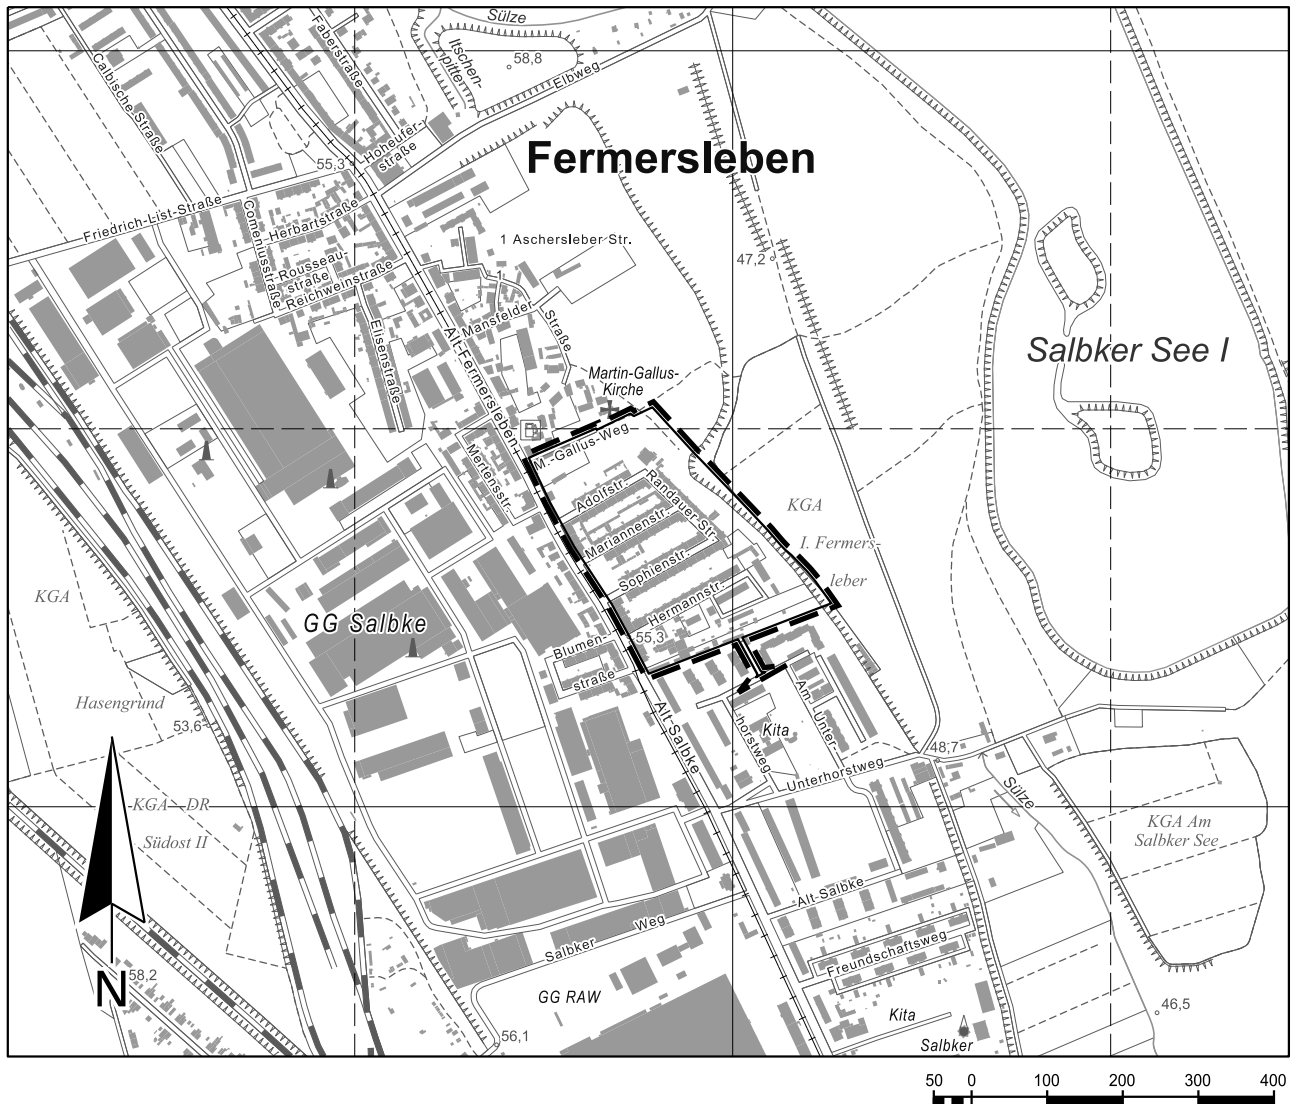 Sülze
Faberstraße
Calbische Straße
Itschen-
pitter
58,8
Elbweg
Hoheufer-
straße
55,3
Fermersleben
Friedrich-List-Straße
Comeniusstraße
Herbartstraße
Rousseau-
straße
Reichweinstraße
1 Aschersleber Str.
1
47,2
Elisenstraße
Alt-Fermersleben
Mansfelder
Straße
Salbker See I
Martin-Gallus-
Kirche
M.-Gallus-Weg
Mertensstr.
Adolfstr.
Randauer Str.
Mariannenstr.
Sophienstr.
Hermannstr.
KGA
I. Fermers-
leber
KGA
GG Salbke
Blumen-
straße
55,3
Hasengrund
53,6
Alt-Salbke
horstweg
Kita
Am Unter-
Unterhorstweg
48,7
Sülze
KGA DR
Südost II
KGA Am
Salbker See
Alt-Salbke
Salbker Weg
Freundschaftsweg
N
58,2
GG RAW
56,1
Kita
Salbker
46,5
50 0 100 200 300 400